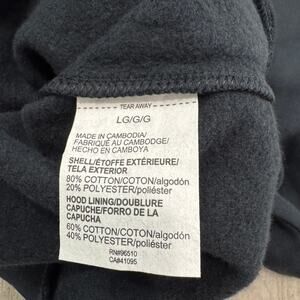 TEAR AWAY
LG/G/G
MADE IN CAMBODIA/
FABRIQUÉ AU CAMBODGE/
HECHO EN CAMBOYA
SHELL/ÉTOFFE EXTÉRIEURE/
TELA EXTERIOR
80% COTTON/COTON/algodón
20% POLYESTER/poliéster
HOOD LINING/DOUBLURE
CAPUCHE/FORRO DE LA
CAPUCHA
60% COTTON/COTON/algodón
40% POLYESTER/poliéster
RN#96510
CA#41095